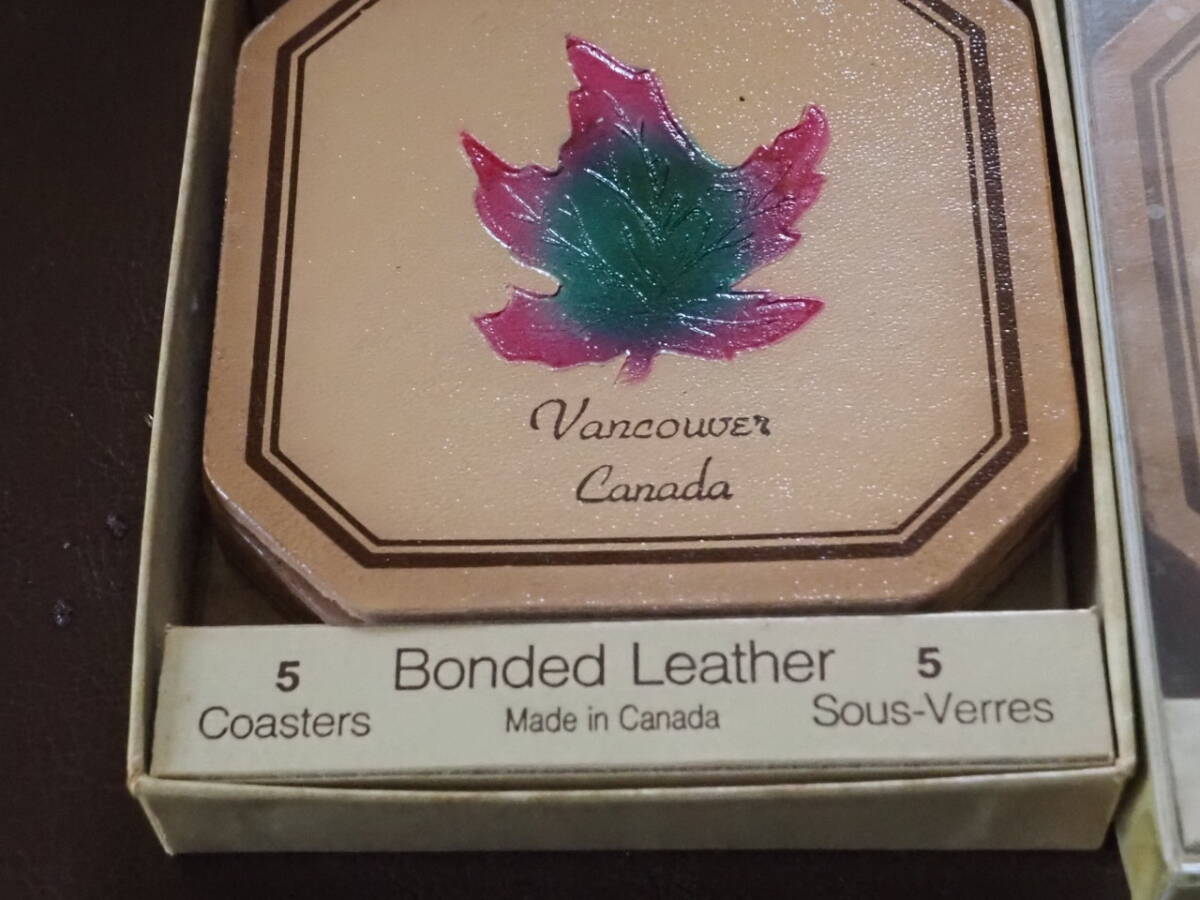 Vancouver
Canada
5 Bonded Leather 5
Coasters Made in Canada Sous-Verres